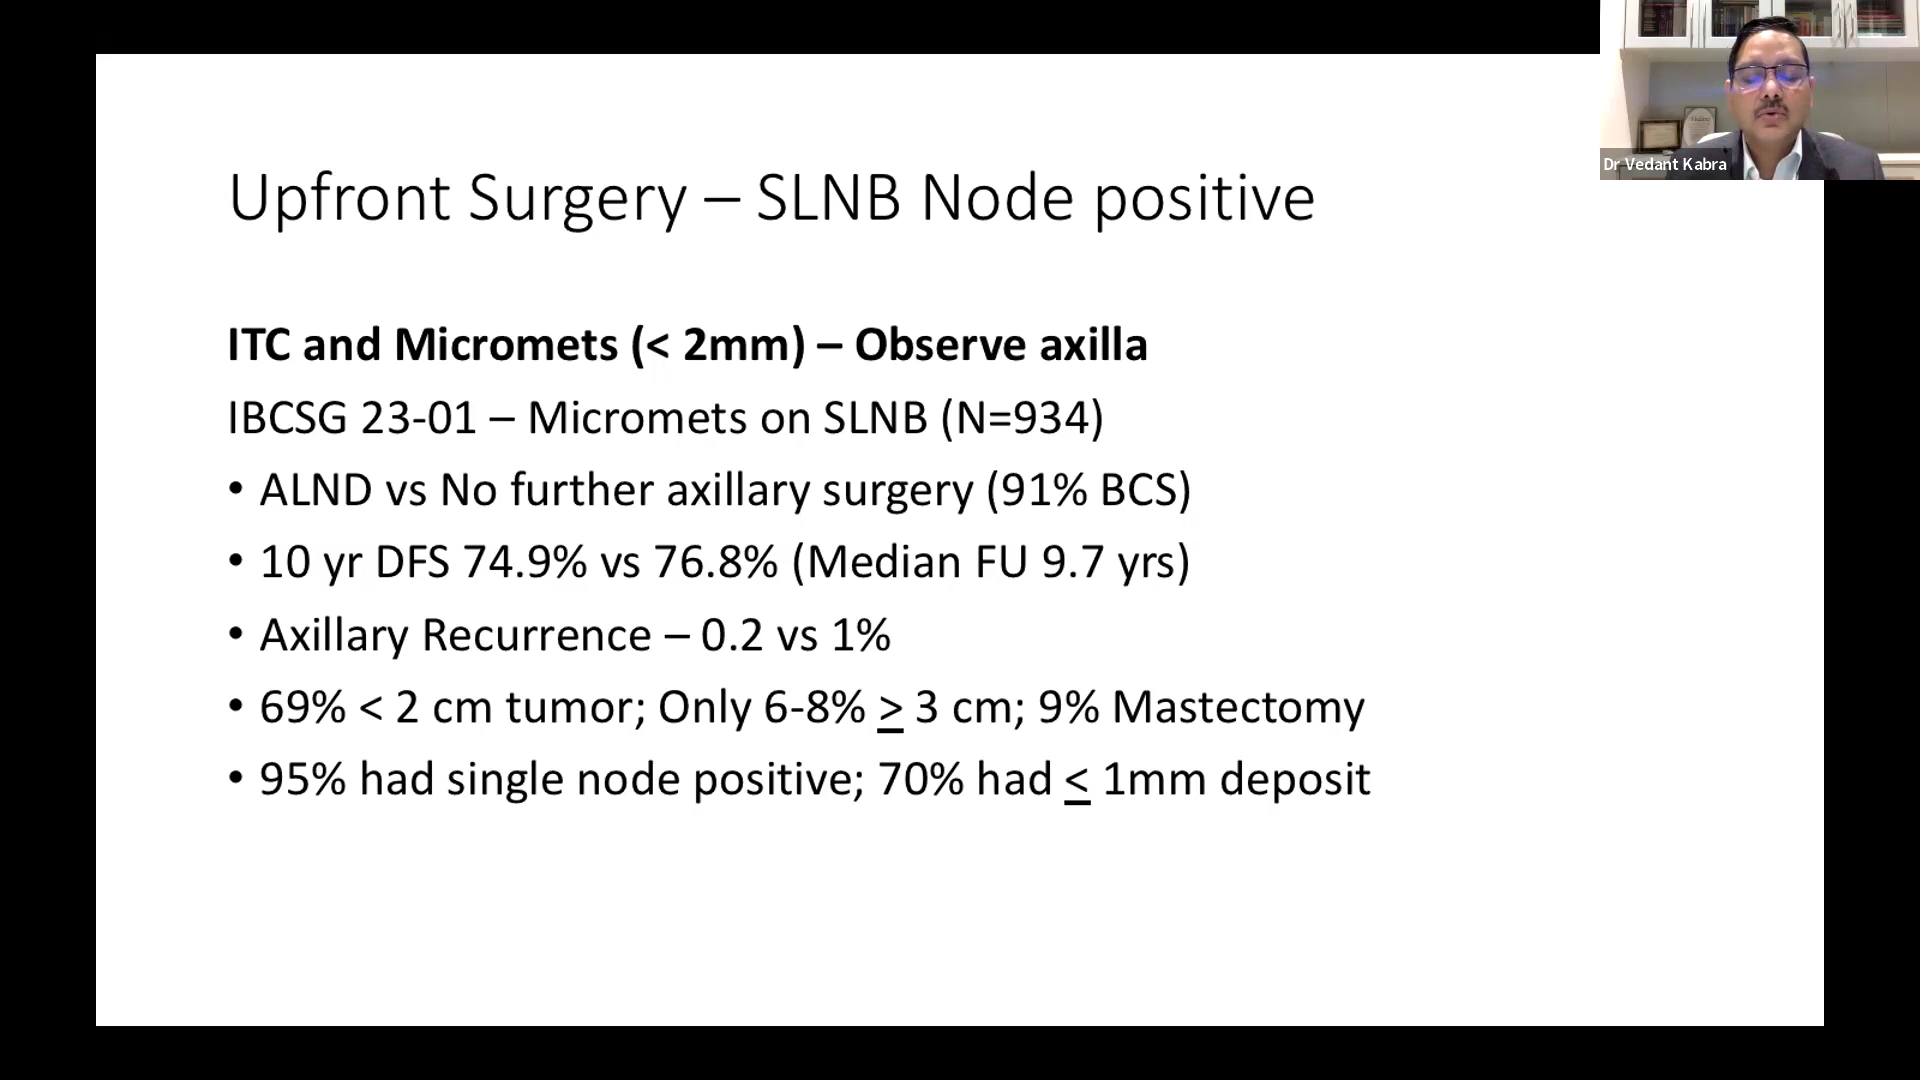 Upfront Surgery – SLNB Node positive
ITC and Micromets (< 2mm) – Observe axilla
IBCSG 23-01 – Micromets on SLNB (N=934)
• ALND vs No further axillary surgery (91% BCS)
• 10 yr DFS 74.9% vs 76.8% (Median FU 9.7 yrs)
• Axillary Recurrence – 0.2 vs 1%
• 69% < 2 cm tumor; Only 6-8% ≥ 3 cm; 9% Mastectomy
• 95% had single node positive; 70% had ≤ 1mm deposit
Dr Vedant Kabra